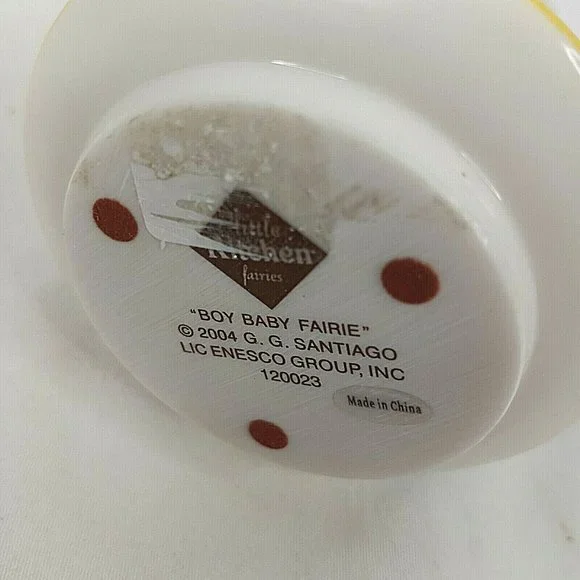 little
Kitchen
fairies
"BOY BABY FAIRIE"
© 2004 G. G. SANTIAGO
LIC ENESCO GROUP, INC
120023
Made in China